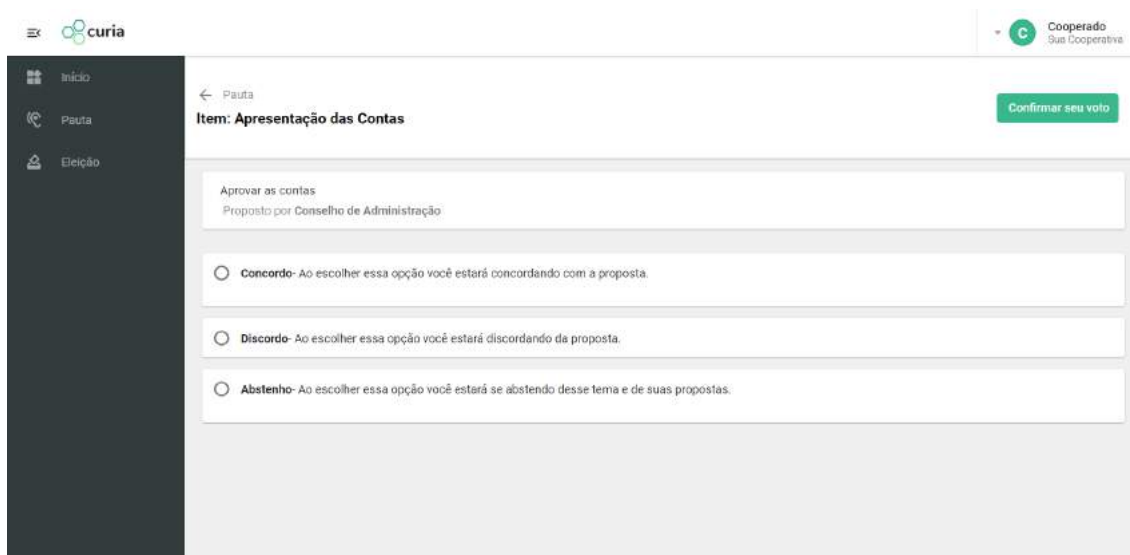 curia
C
Cooperado
Sua Cooperativa
Início
Pauta
Eleição
Pauta
Item: Apresentação das Contas
Confirmar seu voto
Aprovar as contas
Proposto por Conselho de Administração
Concordo- Ao escolher essa opção você estará concordando com a proposta.
Discordo- Ao escolher essa opção você estará discordando da proposta.
Abstenho- Ao escolher essa opção você estará se abstendo desse tema e de suas propostas.